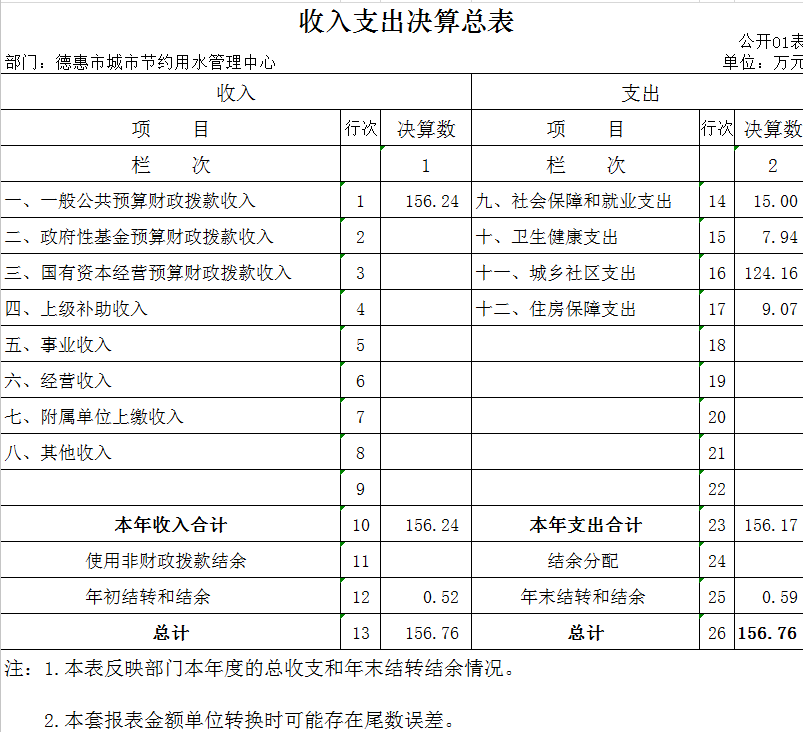 收入支出决算总表
公开01表
部门：德惠市城市节约用水管理中心 单位：万元
收入 支出
项 目 行次 决算数 项 目 行次 决算数
栏 次 1 栏 次 2
一、一般公共预算财政拨款收入 1 156.24 九、社会保障和就业支出 14 15.00
二、政府性基金预算财政拨款收入 2 十、卫生健康支出 15 7.94
三、国有资本经营预算财政拨款收入 3 十一、城乡社区支出 16 124.16
四、上级补助收入 4 十二、住房保障支出 17 9.07
五、事业收入 5 18
六、经营收入 6 19
七、附属单位上缴收入 7 20
八、其他收入 8 21
9 22
本年收入合计 10 156.24 本年支出合计 23 156.17
使用非财政拨款结余 11 结余分配 24
年初结转和结余 12 0.52 年末结转和结余 25 0.59
总计 13 156.76 总计 26 156.76
注：1.本表反映部门本年度的总收支和年末结转结余情况。
2.本套报表金额单位转换时可能存在尾数误差。